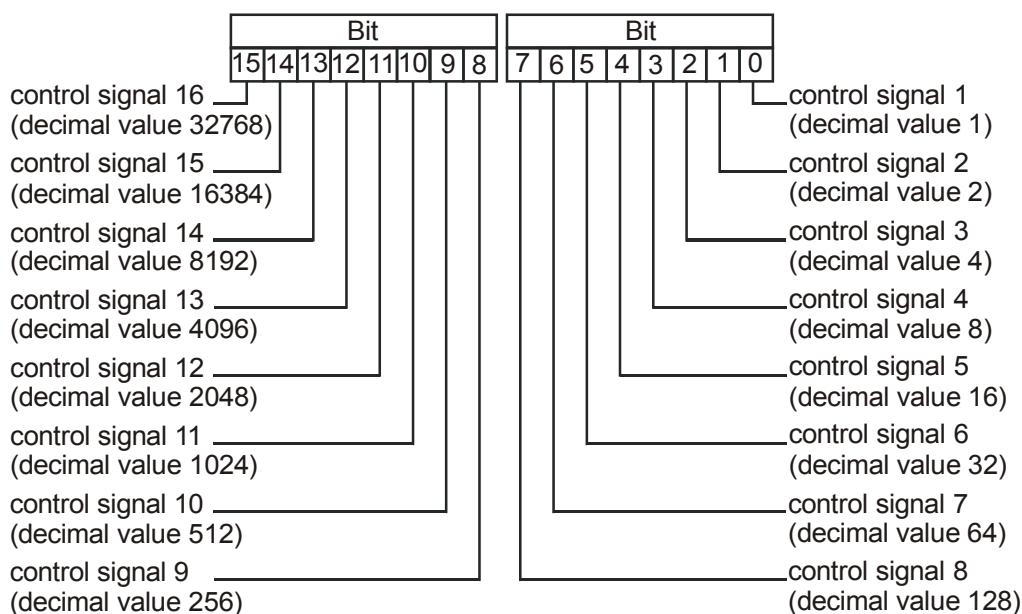 Bit
Bit
15 14 13 12 11 10 9 8
7 6 5 4 3 2 1 0
control signal 16
(decimal value 32768)
control signal 15
(decimal value 16384)
control signal 14
(decimal value 8192)
control signal 13
(decimal value 4096)
control signal 12
(decimal value 2048)
control signal 11
(decimal value 1024)
control signal 10
(decimal value 512)
control signal 9
(decimal value 256)
control signal 1
(decimal value 1)
control signal 2
(decimal value 2)
control signal 3
(decimal value 4)
control signal 4
(decimal value 8)
control signal 5
(decimal value 16)
control signal 6
(decimal value 32)
control signal 7
(decimal value 64)
control signal 8
(decimal value 128)